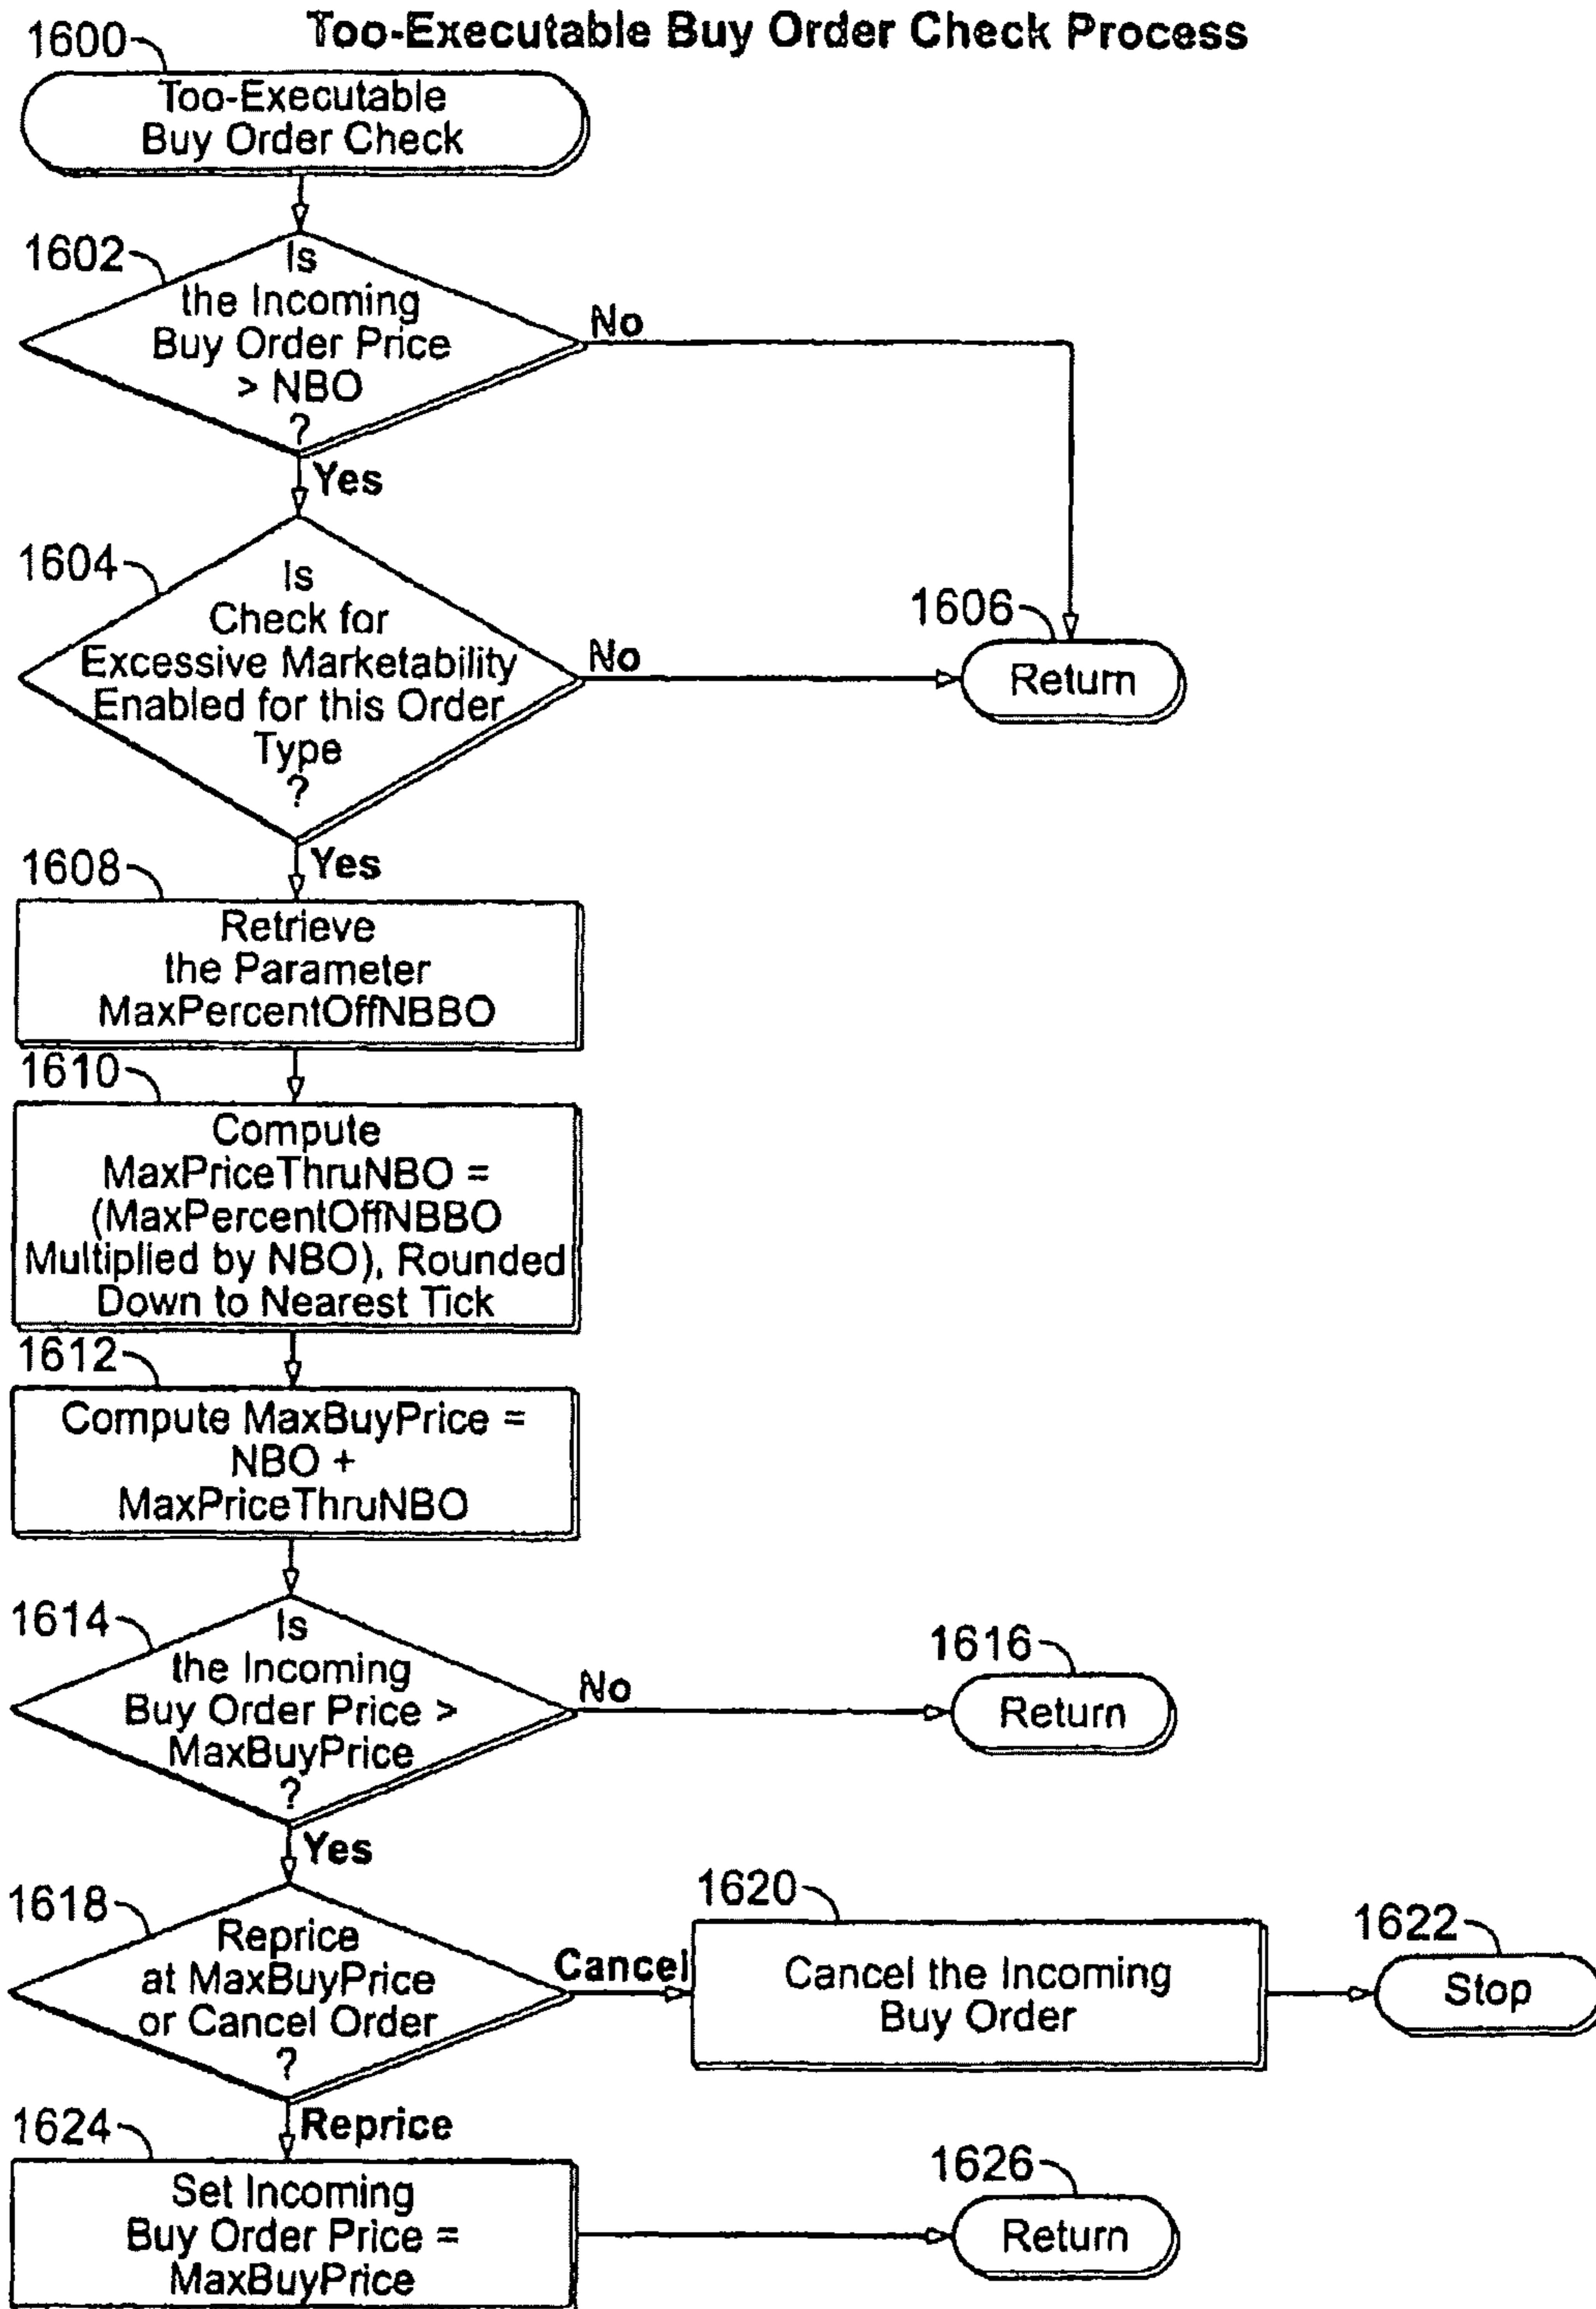 Too-Executable Buy Order Check Process
1600
Too-Executable
Buy Order Check
1602
Is
the Incoming
Buy Order Price
> NBO
?
No
Yes
1604
Is
Check for
Excessive Marketability
Enabled for this Order
Type
?
No
1606
Return
Yes
1608
Retrieve
the Parameter
MaxPercentOffNBBO
1610
Compute
MaxPriceThruNBO =
(MaxPercentOffNBBO
Multiplied by NBO), Rounded
Down to Nearest Tick
1612
Compute MaxBuyPrice =
NBO +
MaxPriceThruNBO
1614
Is
the Incoming
Buy Order Price >
MaxBuyPrice
?
No
1616
Return
Yes
1618
Reprice
at MaxBuyPrice
or Cancel Order
?
Cancel
1620
Cancel the Incoming
Buy Order
1622
Stop
Reprice
1624
Set Incoming
Buy Order Price =
MaxBuyPrice
1626
Return